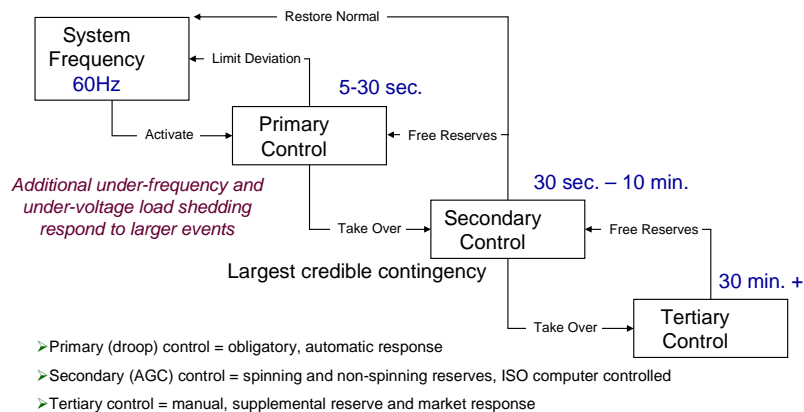 Restore Normal
System
Frequency
60Hz
Limit Deviation
5-30 sec.
Activate
Primary
Control
Free Reserves
Additional under-frequency and
under-voltage load shedding
respond to larger events
30 sec. – 10 min.
Take Over
Secondary
Control
Free Reserves
Largest credible contingency
30 min. +
Take Over
Tertiary
Control
➢Primary (droop) control = obligatory, automatic response
➢Secondary (AGC) control = spinning and non-spinning reserves, ISO computer controlled
➢Tertiary control = manual, supplemental reserve and market response